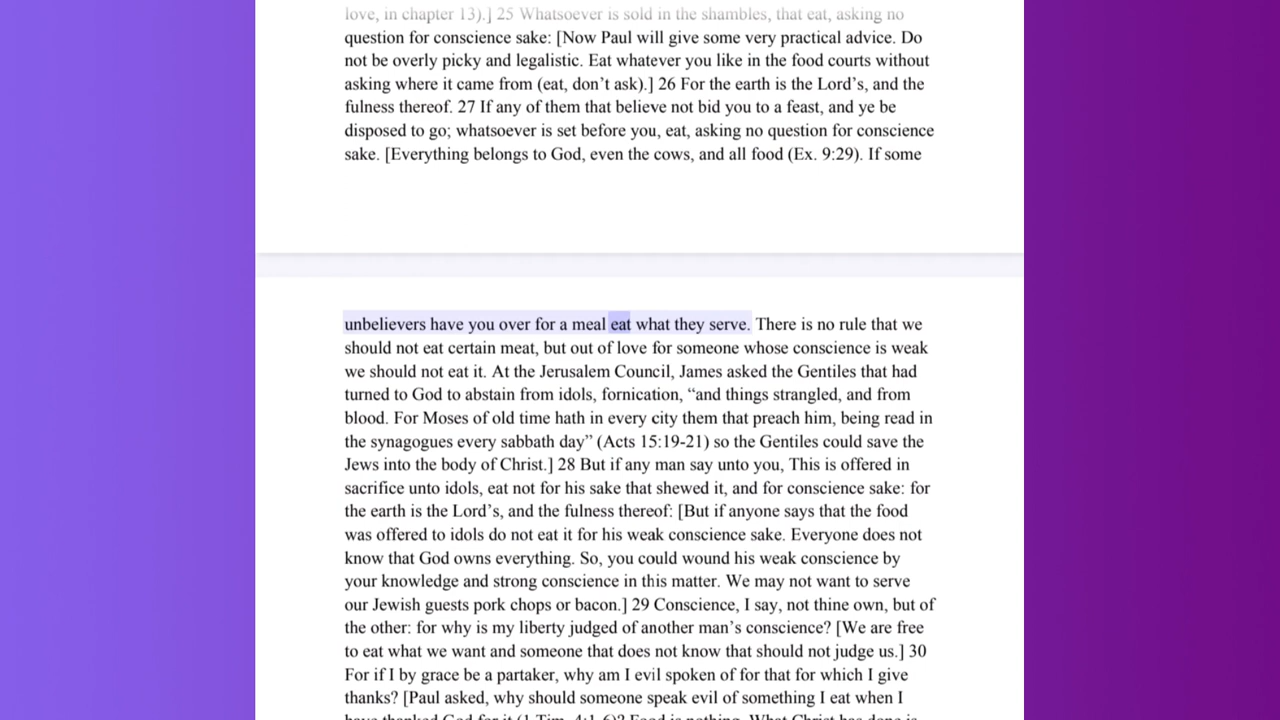 love, in chapter 13).] 25 Whatsoever is sold in the shambles, that eat, asking no
question for conscience sake: [Now Paul will give some very practical advice. Do
not be overly picky and legalistic. Eat whatever you like in the food courts without
asking where it came from (eat, don’t ask).] 26 For the earth is the Lord’s, and the
fulness thereof. 27 If any of them that believe not bid you to a feast, and ye be
disposed to go; whatsoever is set before you, eat, asking no question for conscience
sake. [Everything belongs to God, even the cows, and all food (Ex. 9:29). If some
unbelievers have you over for a meal eat what they serve. There is no rule that we
should not eat certain meat, but out of love for someone whose conscience is weak
we should not eat it. At the Jerusalem Council, James asked the Gentiles that had
turned to God to abstain from idols, fornication, “and things strangled, and from
blood. For Moses of old time hath in every city them that preach him, being read in
the synagogues every sabbath day” (Acts 15:19-21) so the Gentiles could save the
Jews into the body of Christ.] 28 But if any man say unto you, This is offered in
sacrifice unto idols, eat not for his sake that shewed it, and for conscience sake: for
the earth is the Lord’s, and the fulness thereof: [But if anyone says that the food
was offered to idols do not eat it for his weak conscience sake. Everyone does not
know that God owns everything. So, you could wound his weak conscience by
your knowledge and strong conscience in this matter. We may not want to serve
our Jewish guests pork chops or bacon.] 29 Conscience, I say, not thine own, but of
the other: for why is my liberty judged of another man’s conscience? [We are free
to eat what we want and someone that does not know that should not judge us.] 30
For if I by grace be a partaker, why am I evil spoken of for that for which I give
thanks? [Paul asked, why should someone speak evil of something I eat when I
have thanked God for it (1 Tim. 4:1-6)? Food is nothing. What Christ has done is